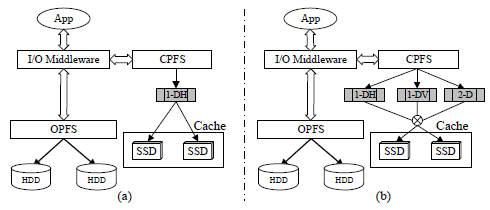 App
I/O Middleware
CPFS
1-DH
OPFS
Cache
SSD
SSD
HDD
HDD
(a)
App
I/O Middleware
CPFS
1-DH
1-DV
2-D
OPFS
Cache
SSD
SSD
HDD
HDD
(b)